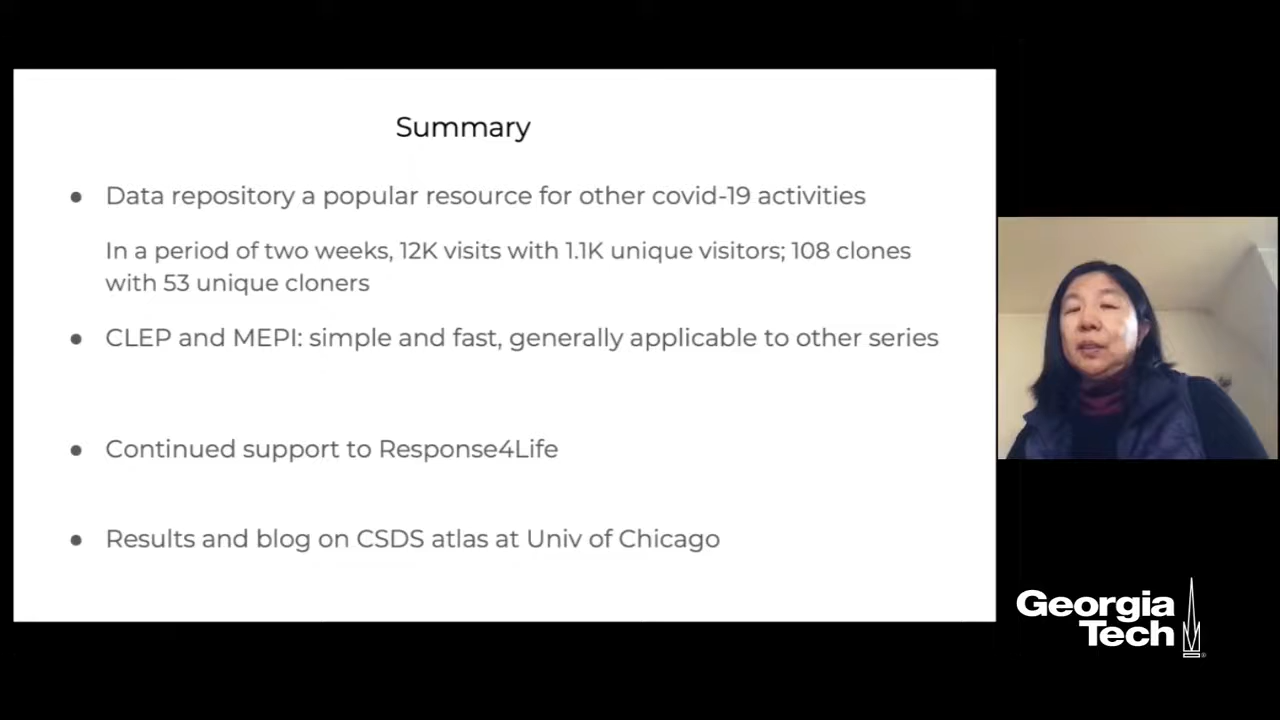 Summary
● Data repository a popular resource for other covid-19 activities
In a period of two weeks, 12K visits with 1.1K unique visitors; 108 clones
with 53 unique cloners
● CLEP and MEPI: simple and fast, generally applicable to other series
● Continued support to Response4Life
● Results and blog on CSDS atlas at Univ of Chicago
Georgia
Tech